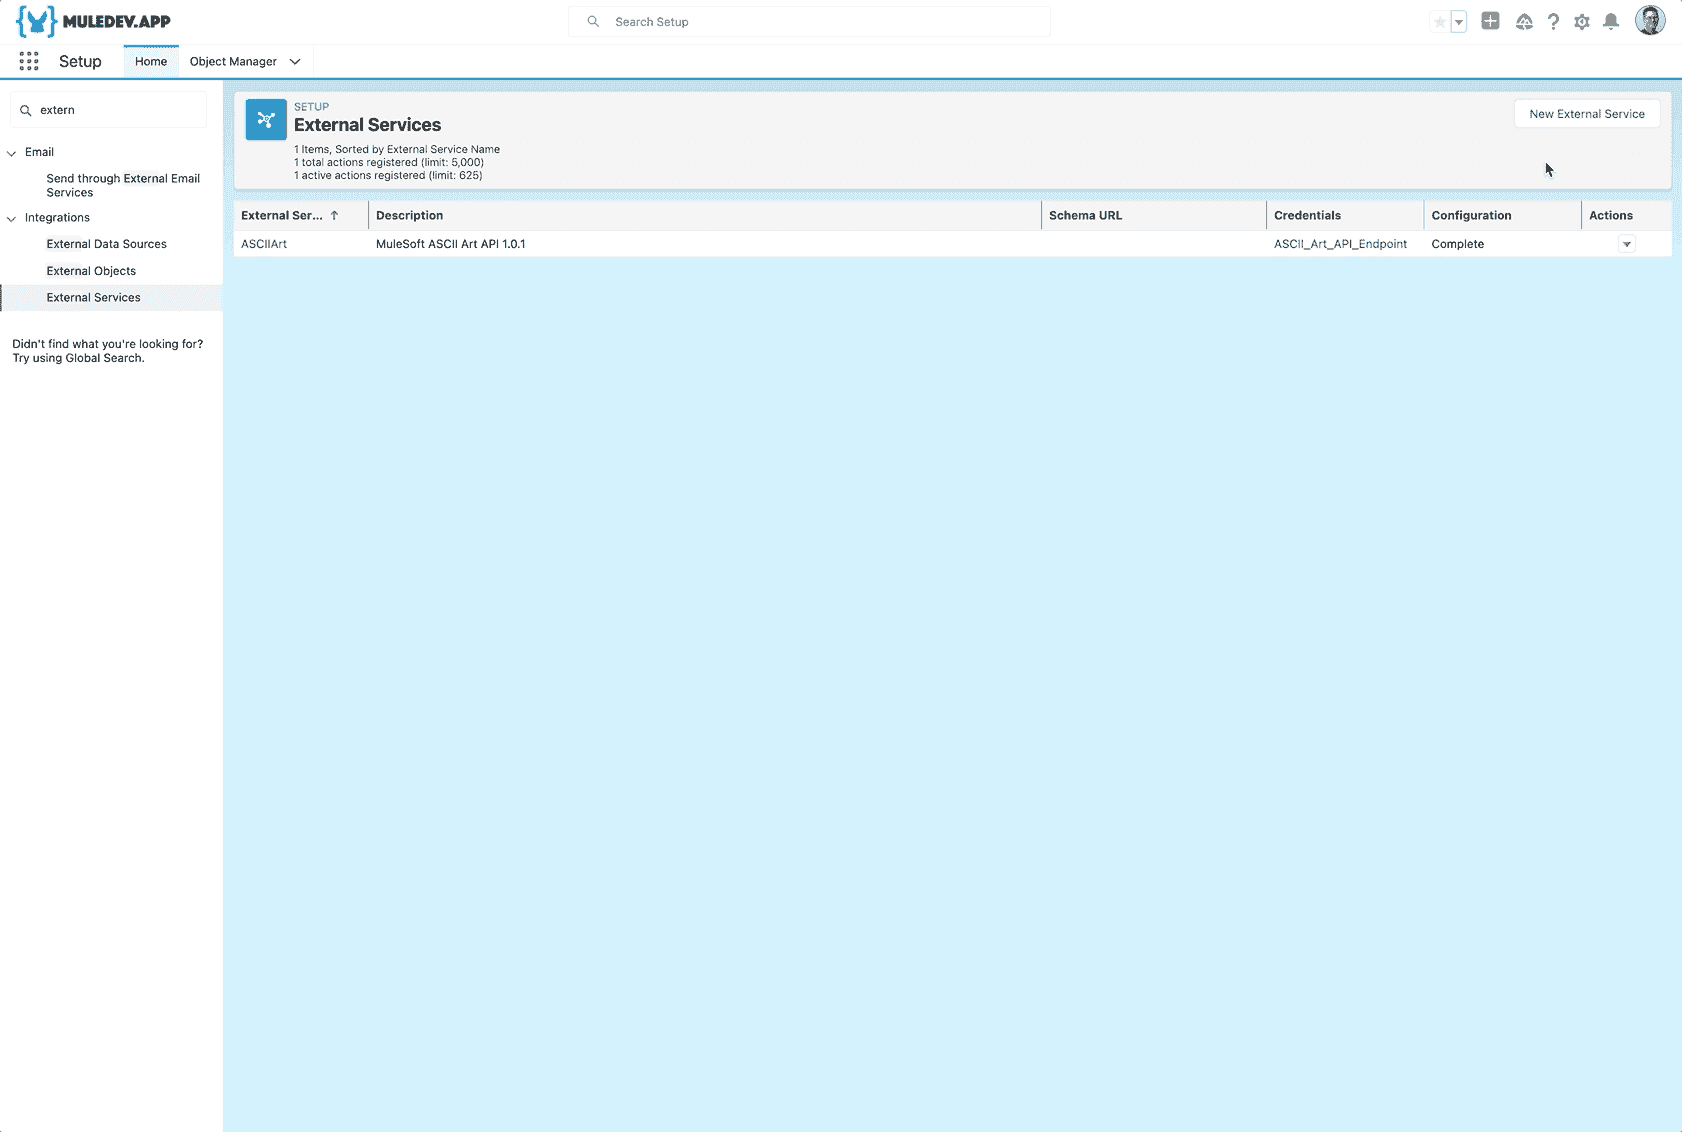 MULEDEV.APP
Search Setup
Setup
Home
Object Manager
extern
Email
Send through External Email
Services
Integrations
External Data Sources
External Objects
External Services
Didn't find what you're looking for?
Try using Global Search.
SETUP
External Services
New External Service
1 Items, Sorted by External Service Name
1 total actions registered (limit: 5,000)
1 active actions registered (limit: 625)
External Ser... ↑ Description Schema URL Credentials Configuration Actions
ASCIIArt MuleSoft ASCII Art API 1.0.1 ASCII_Art_API_Endpoint Complete